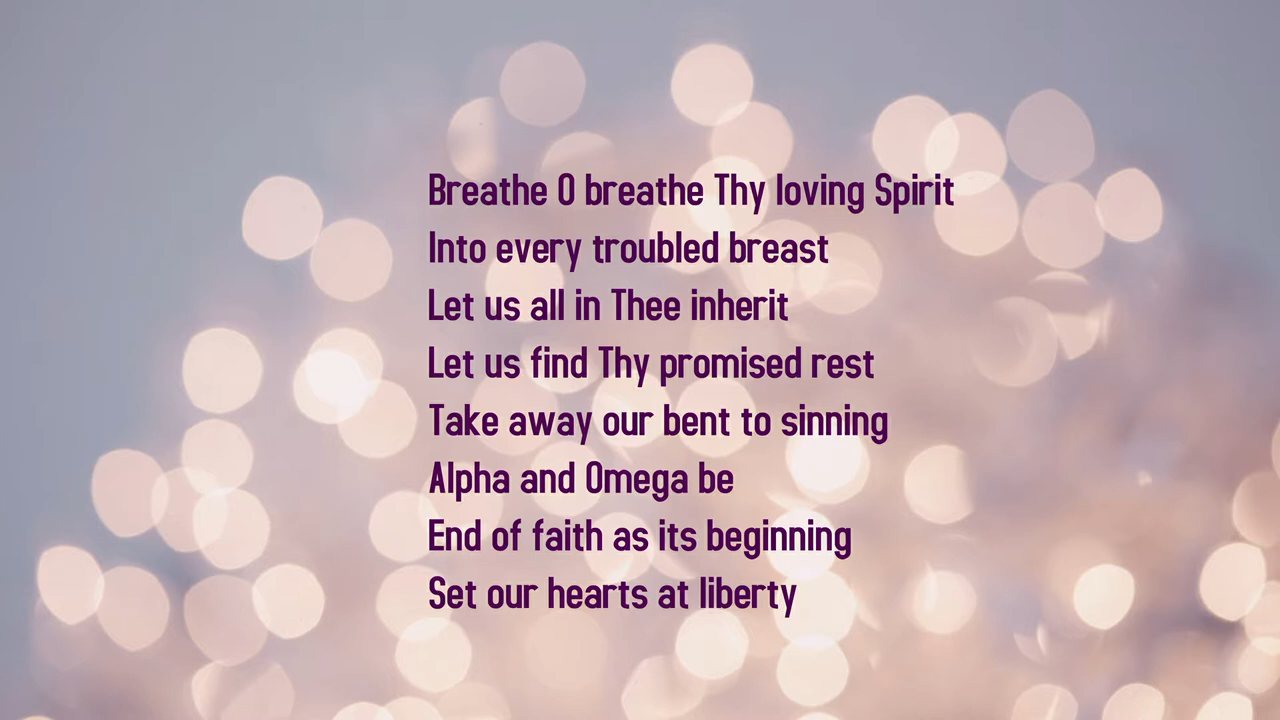 Breathe O breathe Thy loving Spirit
Into every troubled breast
Let us all in Thee inherit
Let us find Thy promised rest
Take away our bent to sinning
Alpha and Omega be
End of faith as its beginning
Set our hearts at liberty